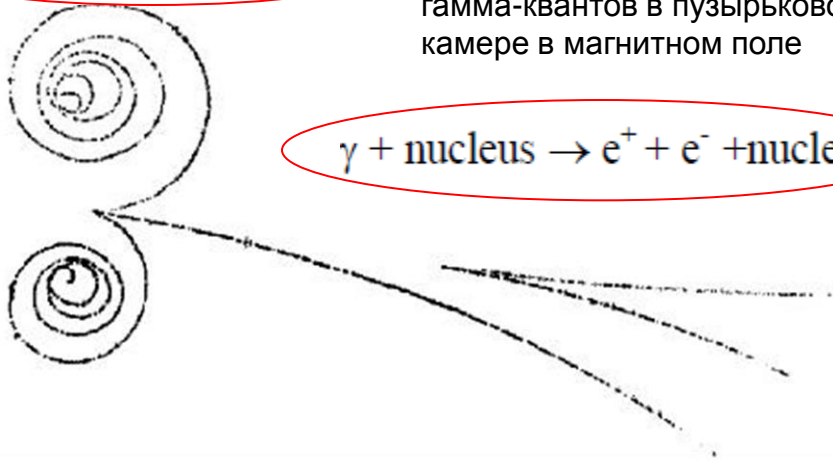 гамма-квантов в пузырьково
камере в магнитном поле
γ + nucleus → e⁺ + e⁻ +nucle